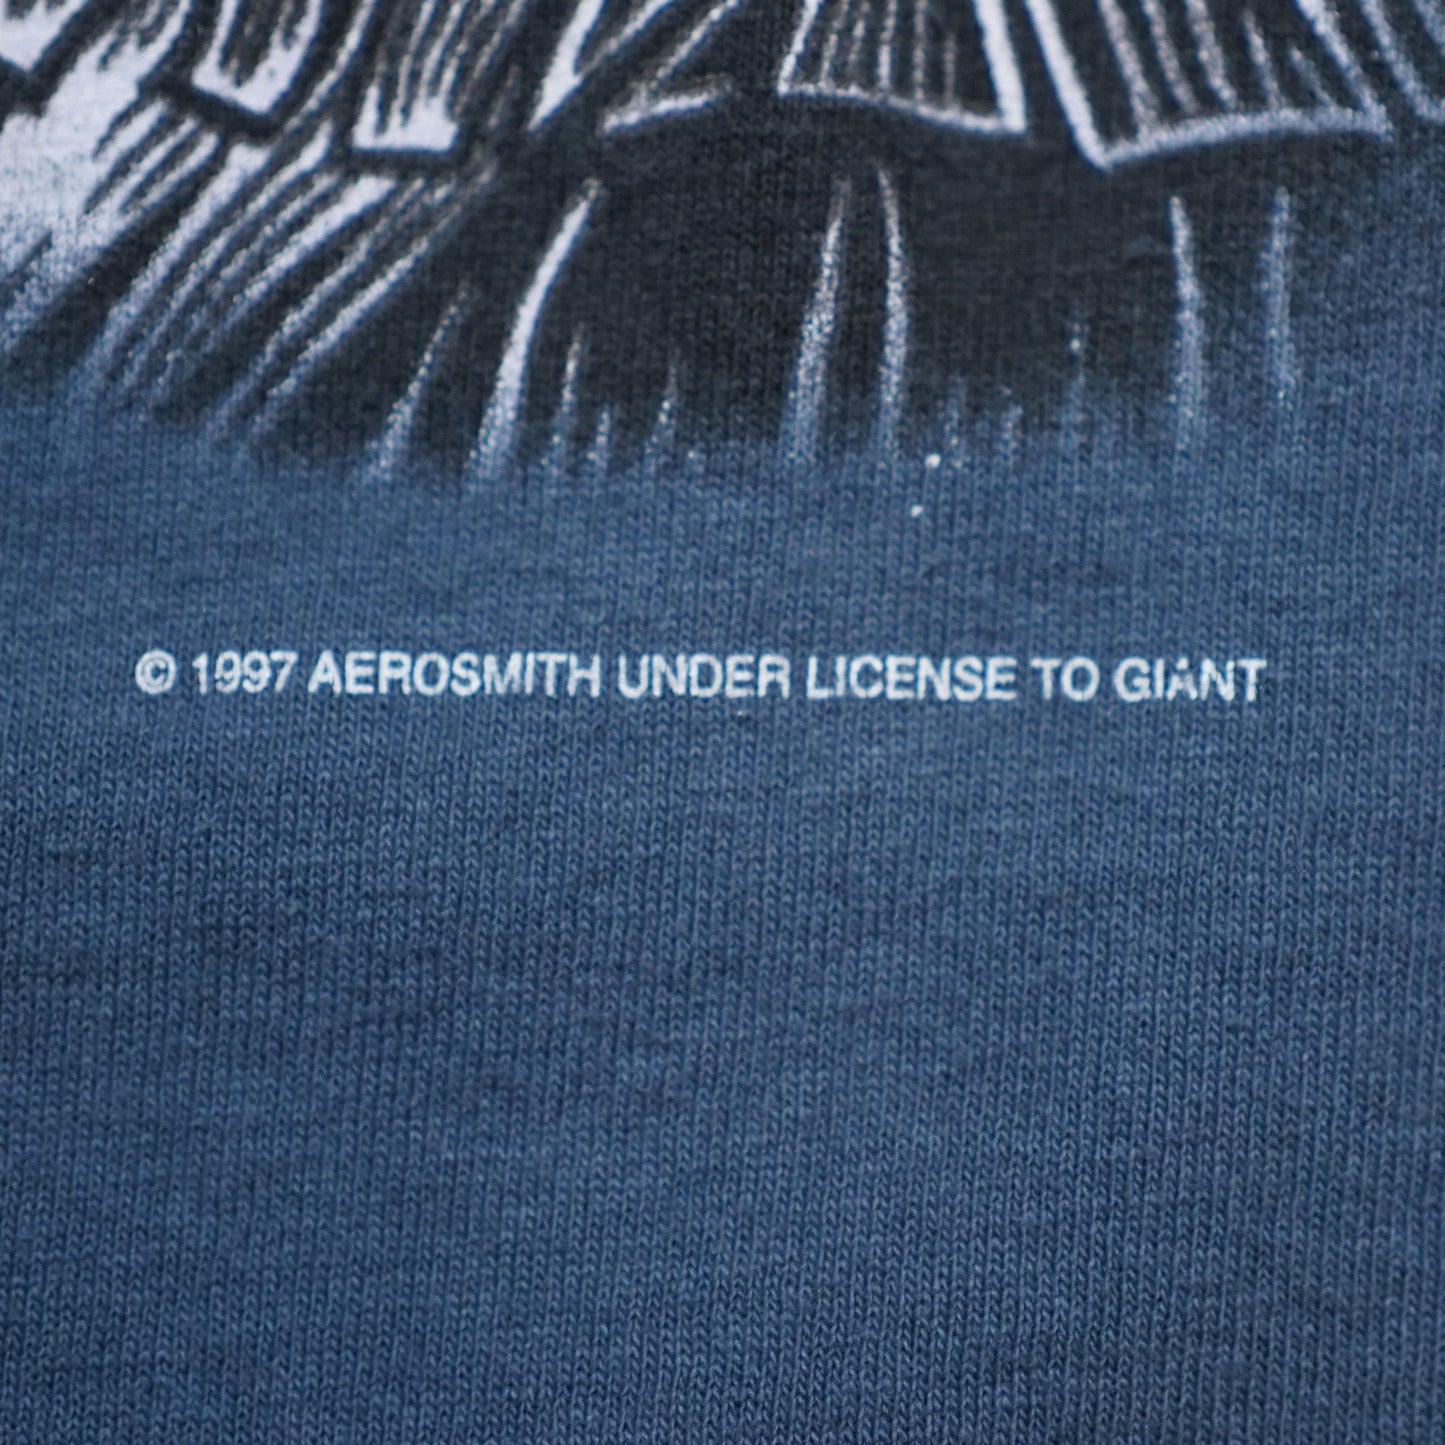 © 1997 AEROSMITH UNDER LICENSE TO GIANT